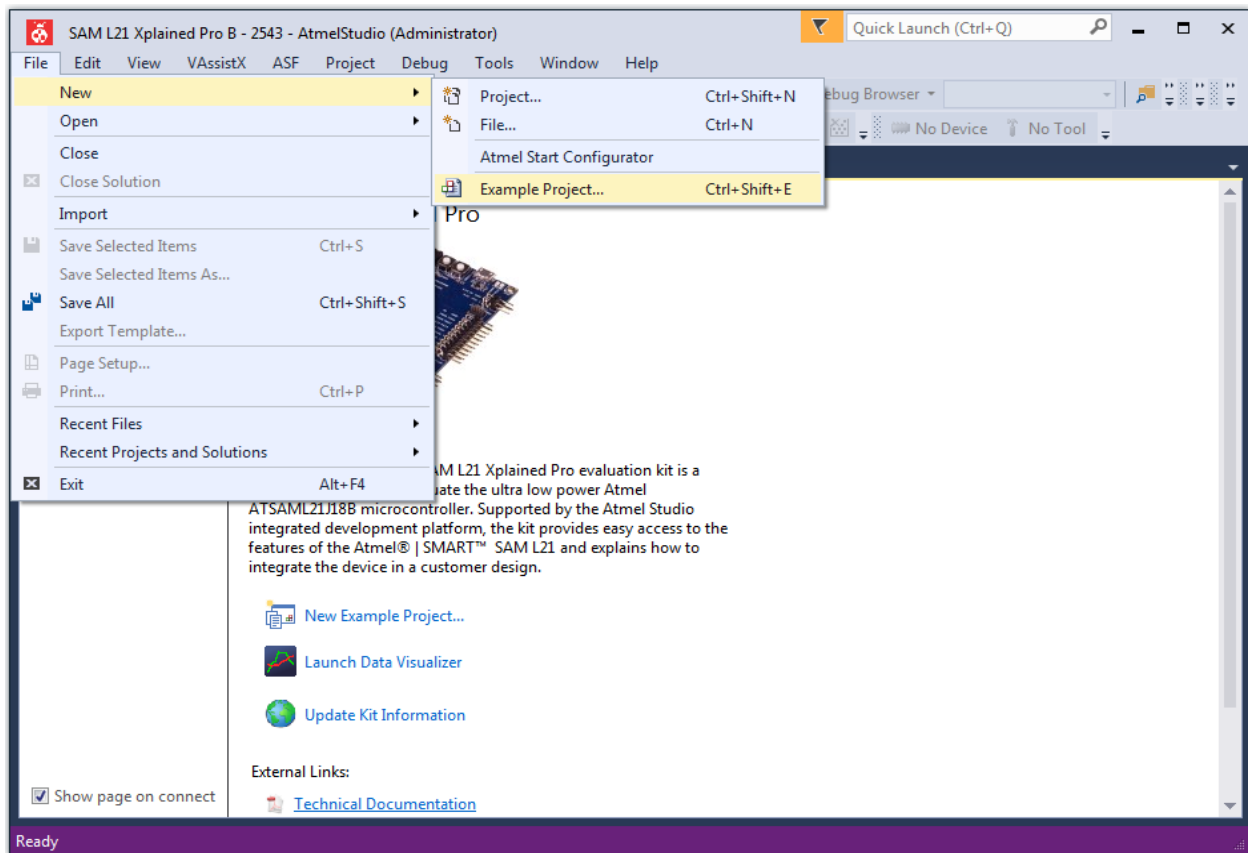 SAM L21 Xplained Pro B - 2543 - AtmelStudio (Administrator)
Quick Launch (Ctrl+Q)
File Edit View VAssistX ASF Project Debug Tools Window Help
New
Open
Close
Close Solution
Import
Save Selected Items Ctrl+S
Save Selected Items As...
Save All Ctrl+Shift+S
Export Template...
Page Setup...
Print... Ctrl+P
Recent Files
Recent Projects and Solutions
Exit Alt+F4
Project... Ctrl+Shift+N
File... Ctrl+N
Atmel Start Configurator
Example Project... Ctrl+Shift+E
ebug Browser
No Device No Tool
Pro
AM L21 Xplained Pro evaluation kit is a
uate the ultra low power Atmel
ATSAML21J18B microcontroller. Supported by the Atmel Studio
integrated development platform, the kit provides easy access to the
features of the Atmel® | SMART™ SAM L21 and explains how to
integrate the device in a customer design.
New Example Project...
Launch Data Visualizer
Update Kit Information
External Links:
Technical Documentation
Show page on connect
Ready